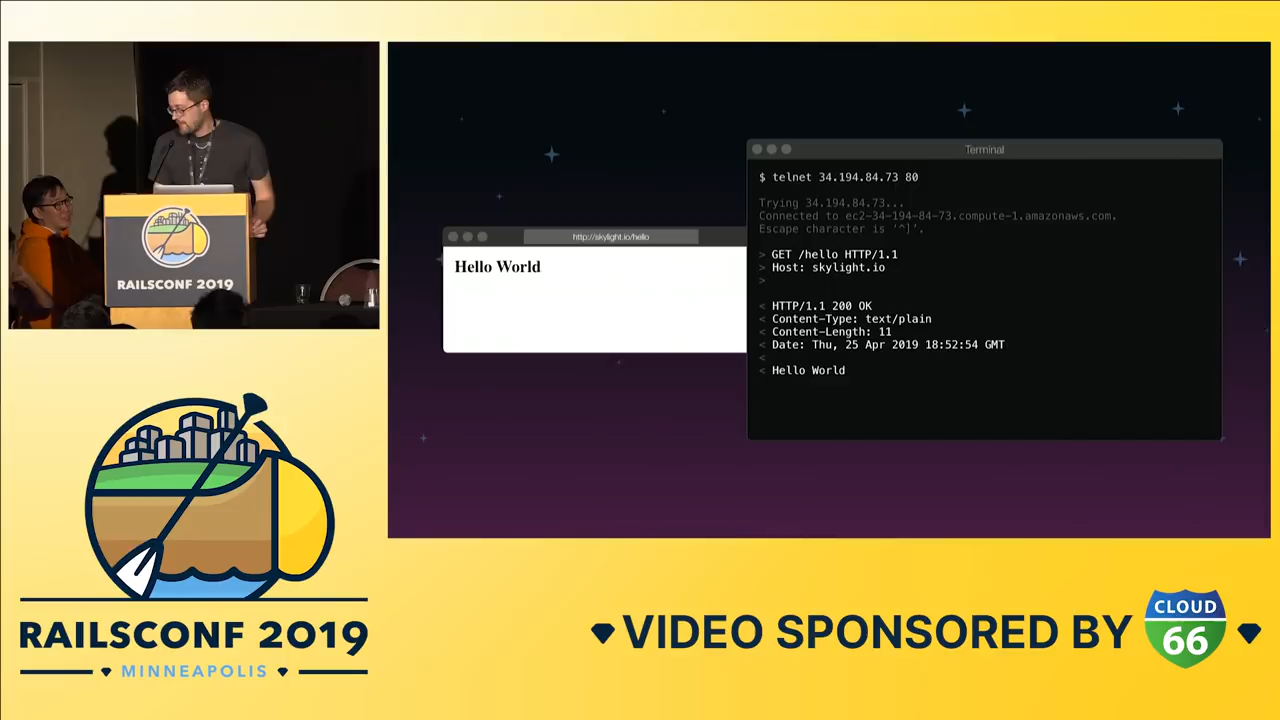 RAILSCONF 2019
http://skylight.io/hello
Hello World
Terminal
$ telnet 34.194.84.73 80
Trying 34.194.84.73...
Connected to ec2-34-194-84-73.compute-1.amazonaws.com.
Escape character is '^]'.
> GET /hello HTTP/1.1
> Host: skylight.io
>
< HTTP/1.1 200 OK
< Content-Type: text/plain
< Content-Length: 11
< Date: Thu, 25 Apr 2019 18:52:54 GMT
<
< Hello World
RAILSCONF 2019
MINNEAPOLIS
VIDEO SPONSORED BY
CLOUD
66